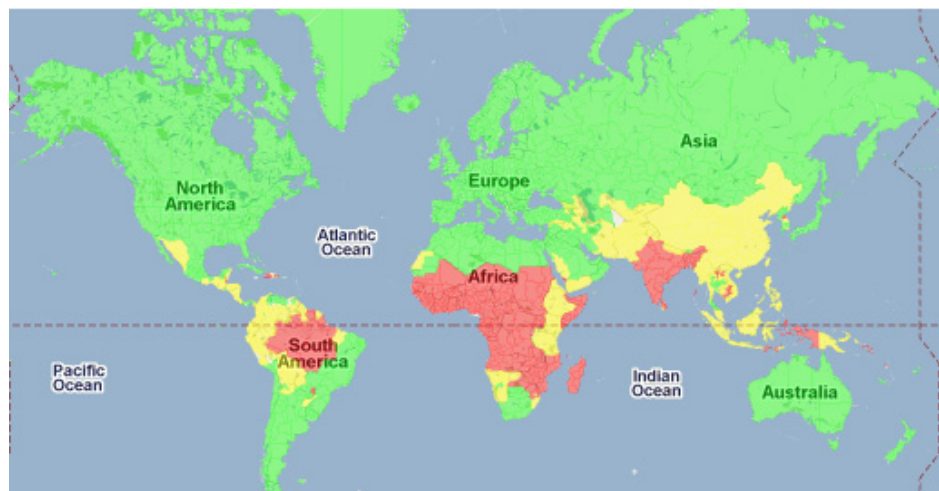 Asia
North
America
Europe
Atlantic
Ocean
Africa
South
America
Pacific
Ocean
Indian
Ocean
Australia